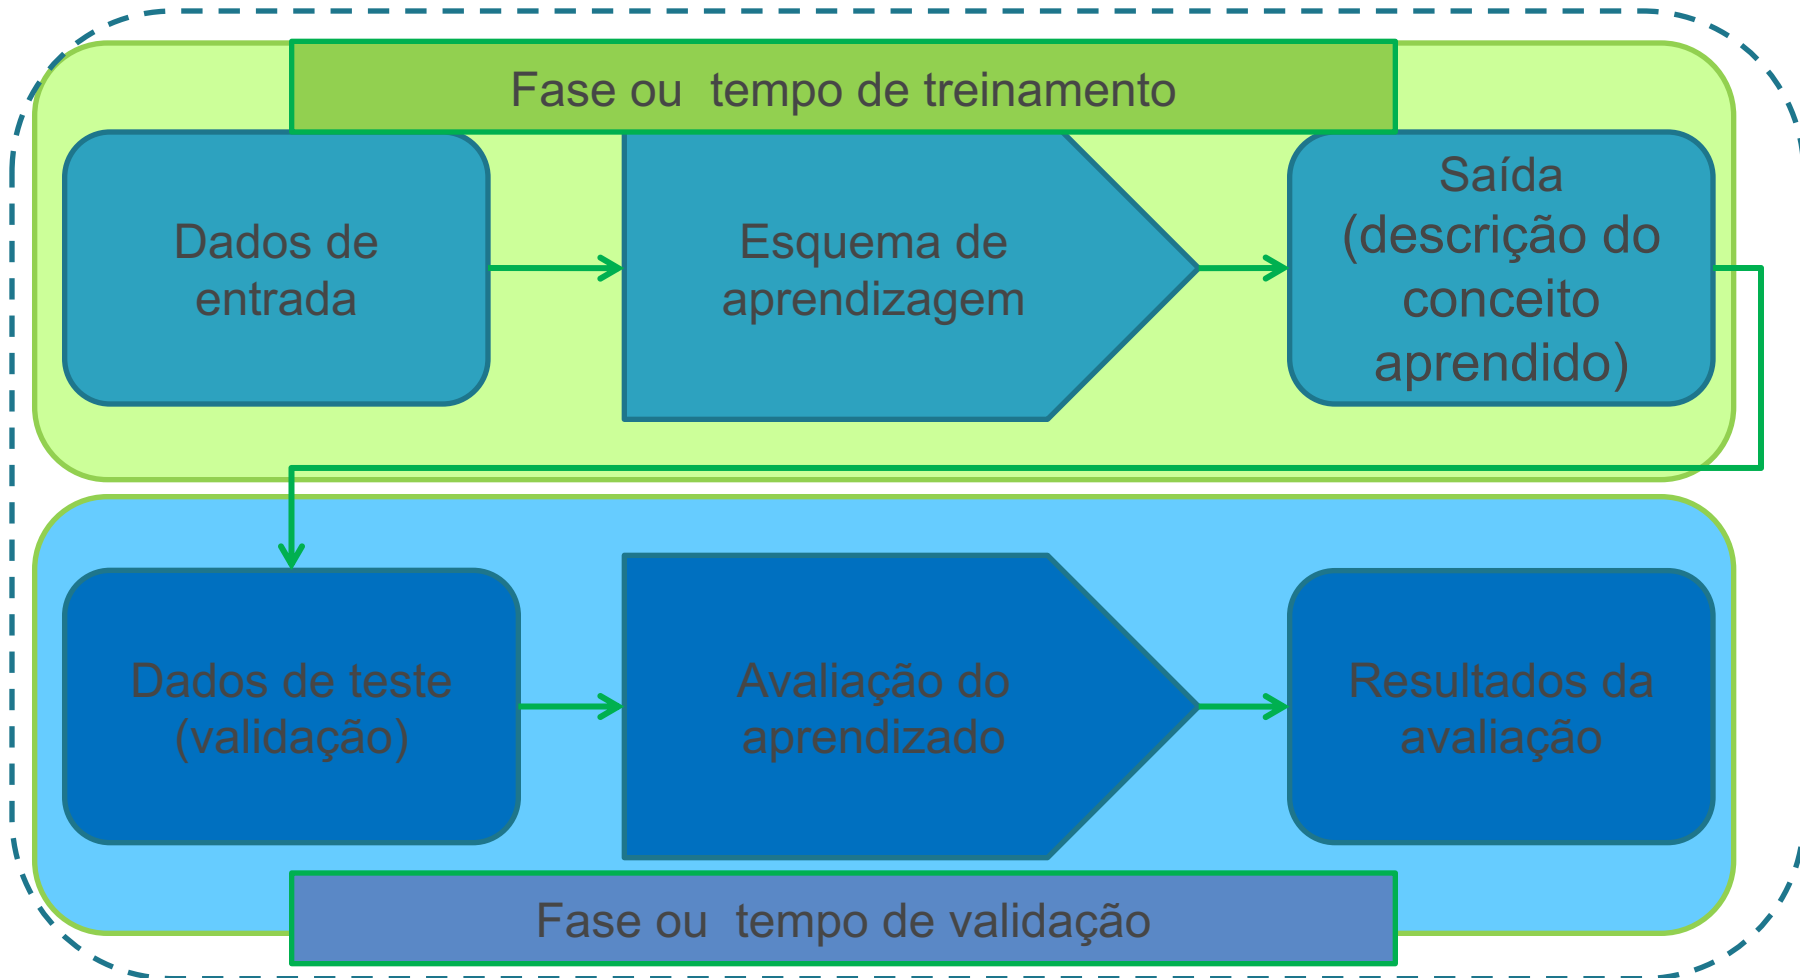 Fase ou  tempo de treinamento
Dados de
entrada
Esquema de
aprendizagem
Saída
(descrição do
conceito
aprendido)
Dados de teste
(validação)
Avaliação do
aprendizado
Resultados da
avaliação
Fase ou  tempo de validação